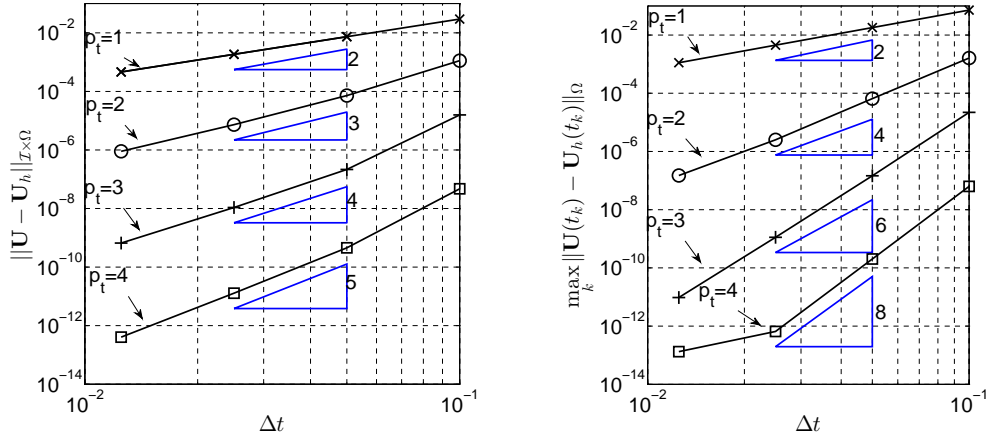 10^-2
10^-4
10^-6
10^-8
10^-10
10^-12
10^-14
||U − U_h||_{I×Ω}
p_t=1
p_t=2
p_t=3
p_t=4
2
3
4
5
10^-2
10^-1
Δt
10^-2
10^-4
10^-6
10^-8
10^-10
10^-12
10^-14
max_k ‖U(t_k) − U_h(t_k)‖_Ω
p_t=1
p_t=2
p_t=3
p_t=4
2
4
6
8
10^-2
10^-1
Δt